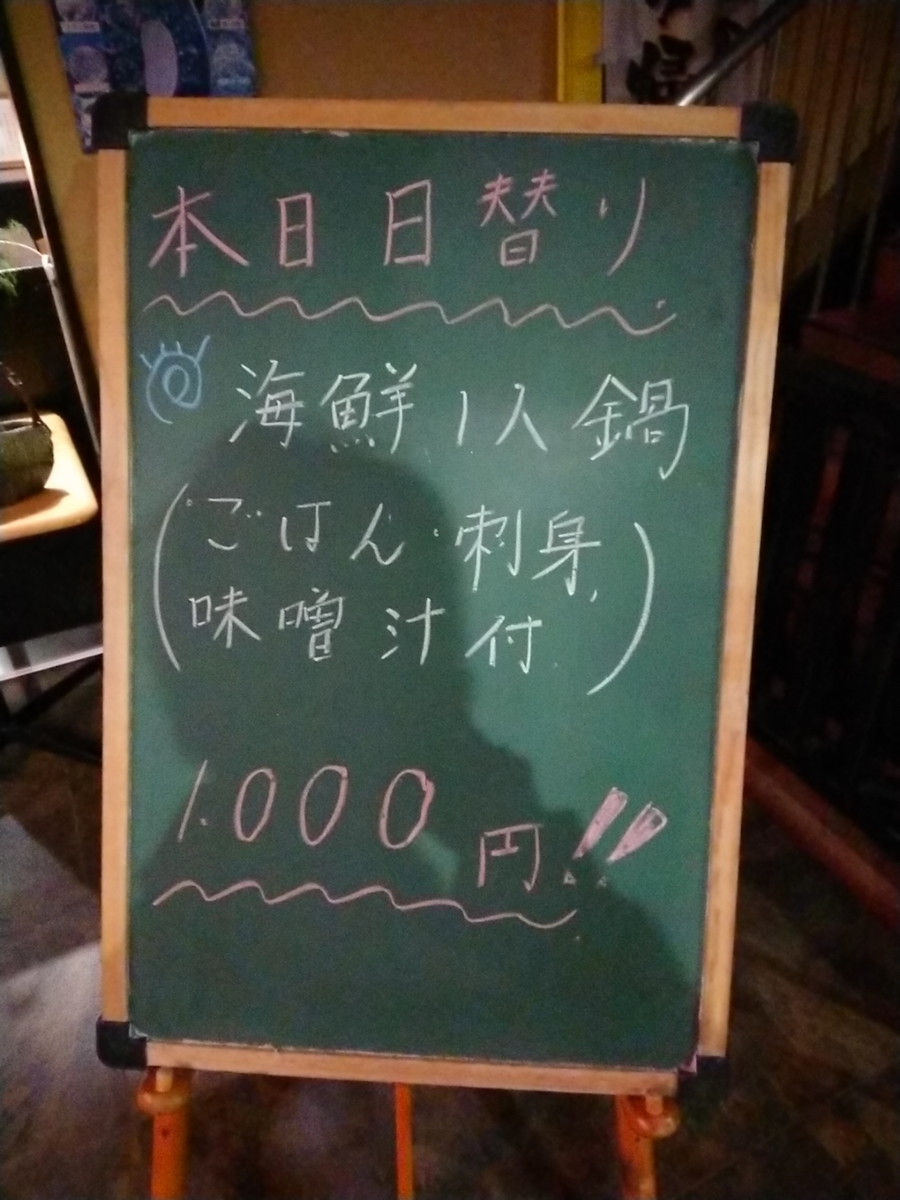 本日日替り
◎ 海鮮1人鍋
(ごはん・刺身,
味噌汁付.)
1.000円!!